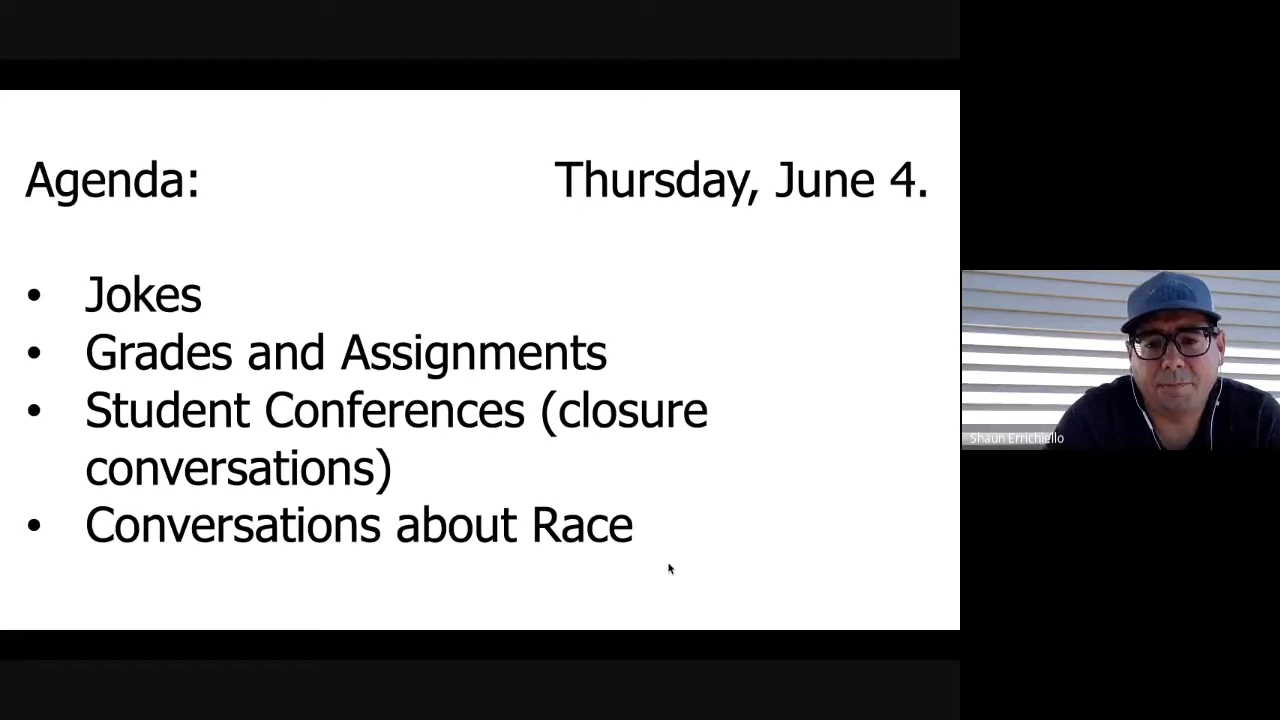 Agenda: Thursday, June 4.
• Jokes
• Grades and Assignments
• Student Conferences (closure
conversations)
• Conversations about Race
Shaun Errichiello